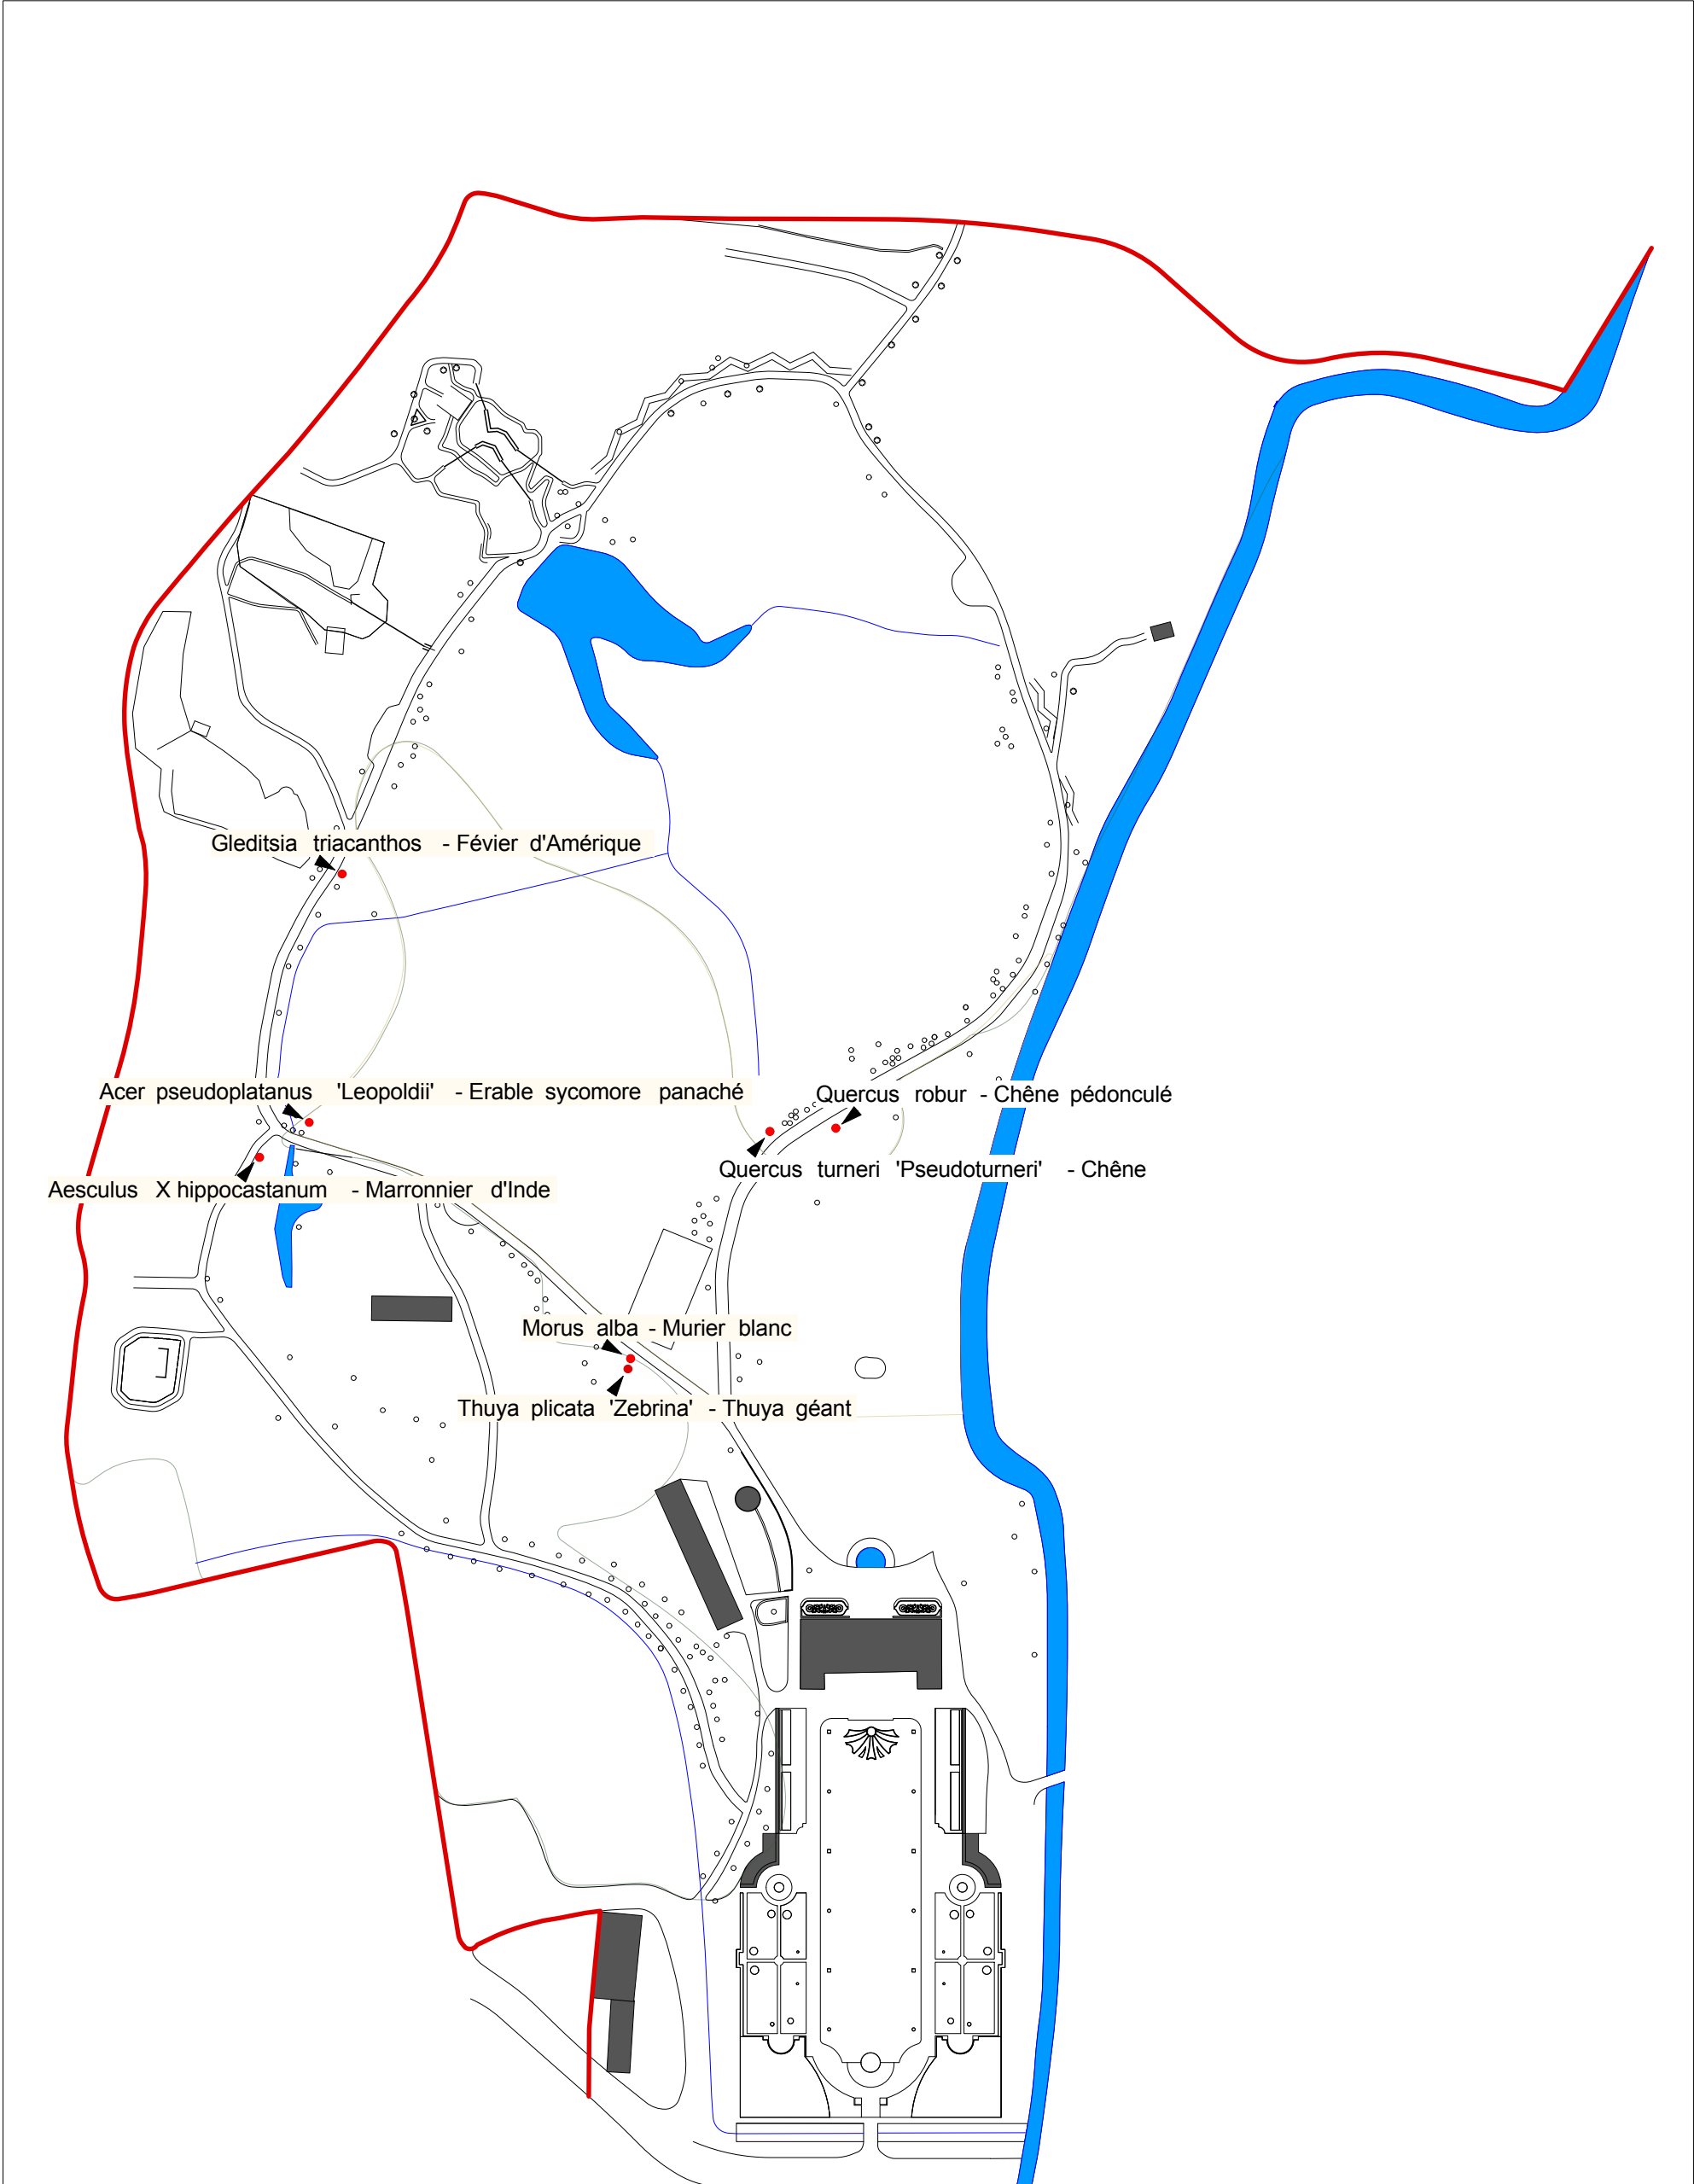 Gleditsia triacanthos - Févier d'Amérique
Acer pseudoplatanus 'Leopoldii' - Erable sycomore panaché
Quercus robur - Chêne pédonculé
Quercus turneri 'Pseudoturneri' - Chêne
Aesculus X hippocastanum - Marronnier d'Inde
Morus alba - Murier blanc
Thuya plicata 'Zebrina' - Thuya géant